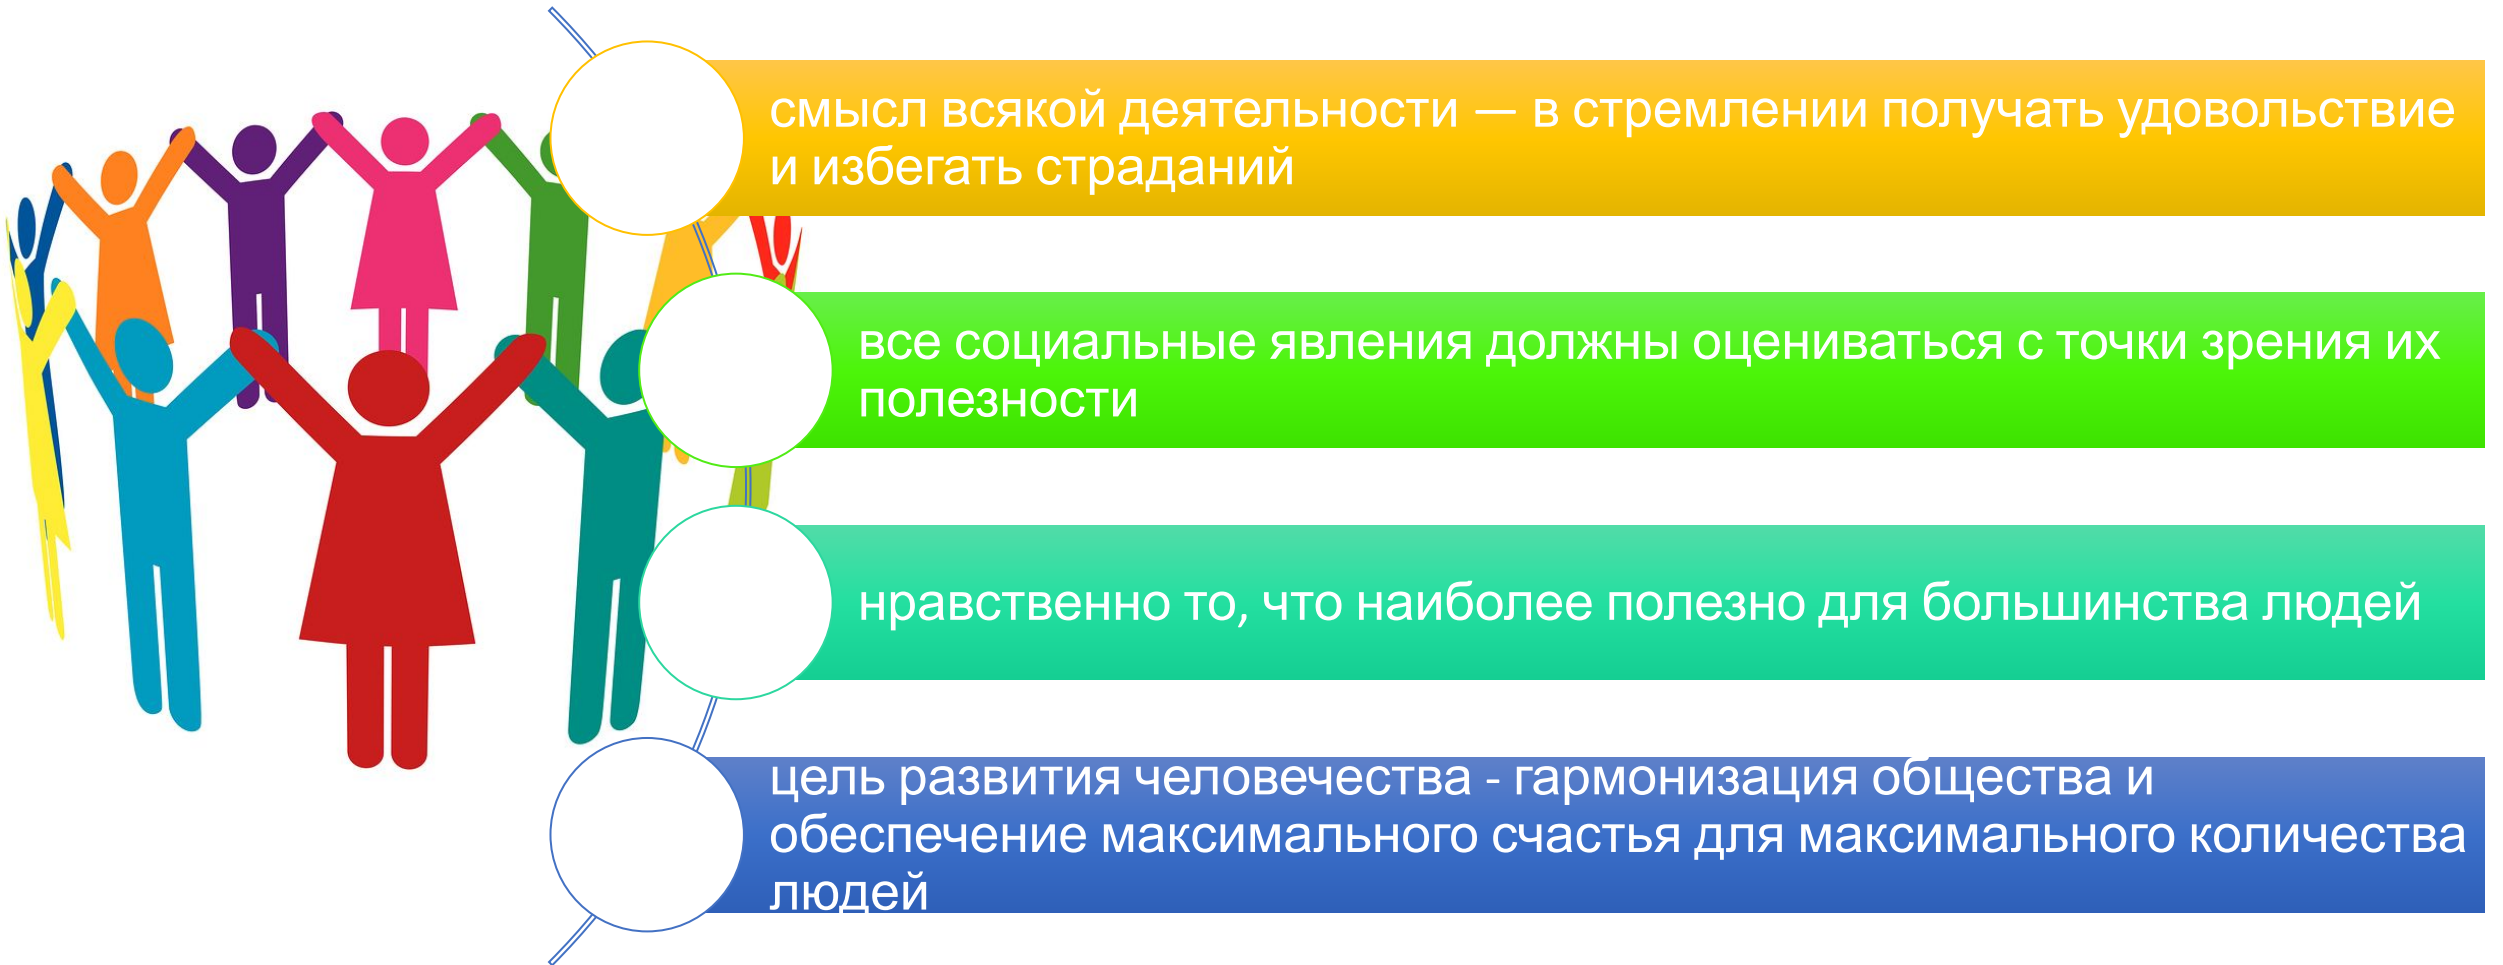 смысл всякой деятельности — в стремлении получать удовольствие
и избегать страданий
все социальные явления должны оцениваться с точки зрения их
полезности
нравственно то, что наиболее полезно для большинства людей
цель развития человечества - гармонизация общества и
обеспечение максимального счастья для максимального количества
людей